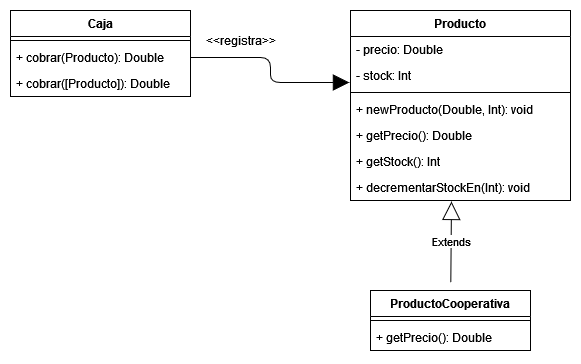 Caja
+ cobrar(Producto): Double
+ cobrar([Producto]): Double
<<registra>>
Producto
- precio: Double
- stock: Int
+ newProducto(Double, Int): void
+ getPrecio(): Double
+ getStock(): Int
+ decrementarStockEn(Int): void
Extends
ProductoCooperativa
+ getPrecio(): Double